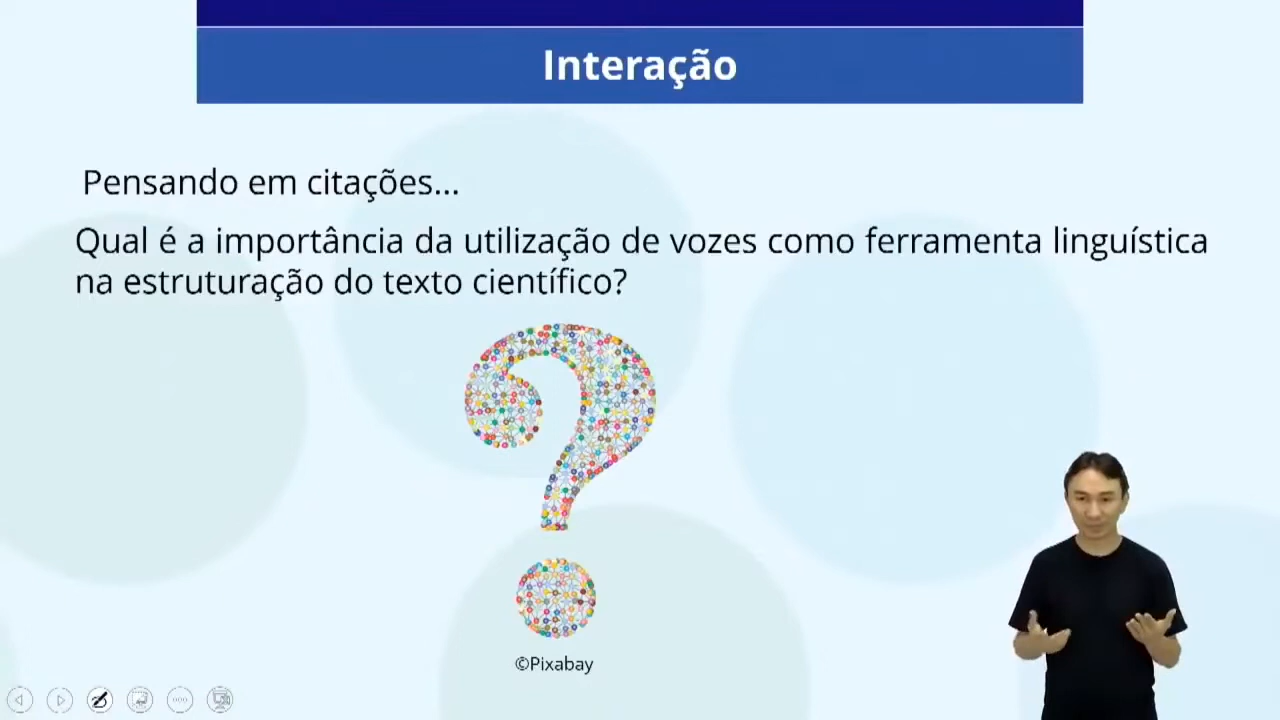 Interação
Pensando em citações...
Qual é a importância da utilização de vozes como ferramenta linguística
na estruturação do texto científico?
©Pixabay